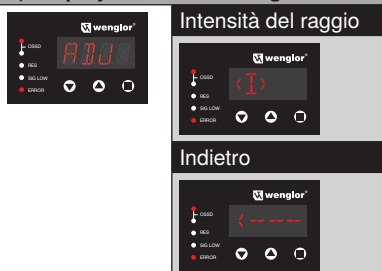 Intensità del raggio
wenglor
OSSD
RES
SIG LOW
ERROR
ADJ
wenglor
OSSD
RES
SIG LOW
ERROR
Indietro
wenglor
OSSD
RES
SIG LOW
ERROR